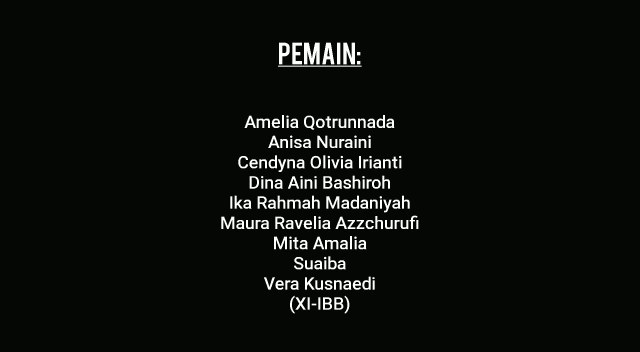 PEMAIN:
Amelia Qotrunnada
Anisa Nuraini
Cendyna Olivia Irianti
Dina Aini Bashiroh
Ika Rahmah Madaniyah
Maura Ravelia Azzchurufi
Mita Amalia
Suaiba
Vera Kusnaedi
(XI-IBB)